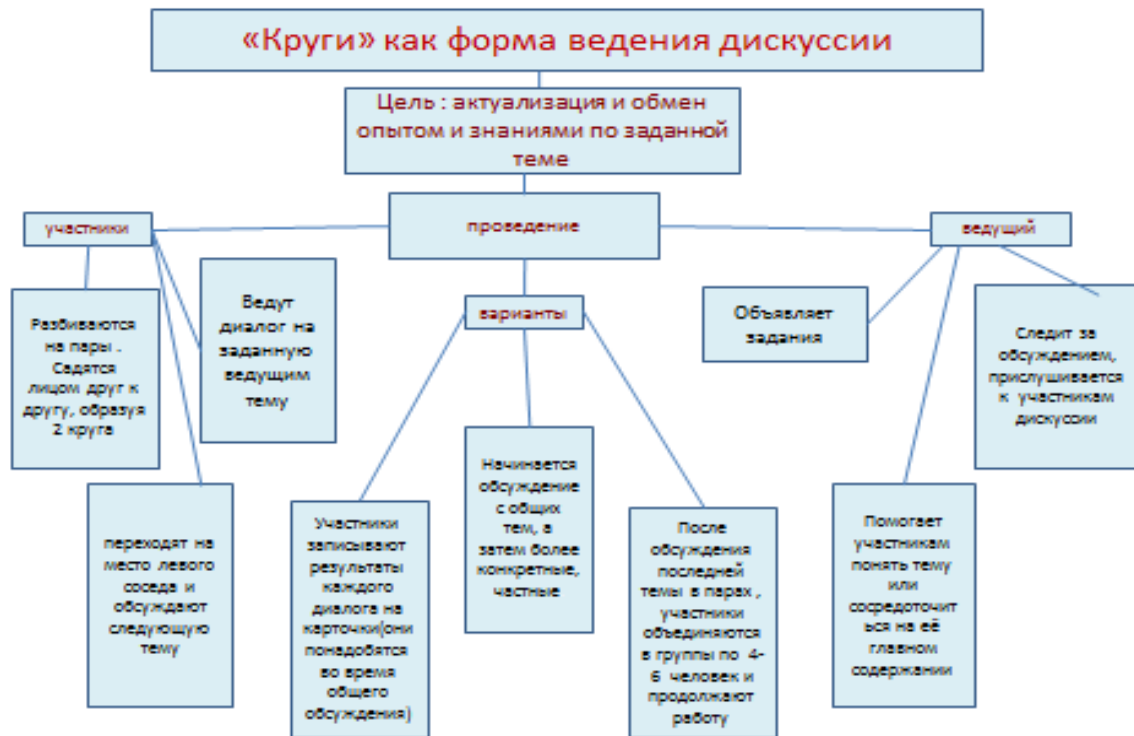 «Круги» как форма ведения дискуссии
Цель : актуализация и обмен
опытом и знаниями по заданной
теме
участники
проведение
ведущий
Разбиваются
на пары .
Садятся
лицом друг к
другу, образуя
2 круга
Ведут
диалог на
заданную
ведущим
тему
варианты
Объявляет
задания
Следит за
обсуждением,
прислушивается
к участникам
дискуссии
переходят на
место левого
соседа и
обсуждают
следующую
тему
Участники
записывают
результаты
каждого
диалога на
карточки(они
понадобятся
во время
общего
обсуждения)
Начинается
обсуждение
с общих
тем, а
затем более
конкретные,
частные
После
обсуждения
последней
темы в парах ,
участники
объединяются
в группы по 4-
6 человек и
продолжают
работу
Помогает
участникам
понять тему
или
сосредоточит
ься на её
главном
содержании